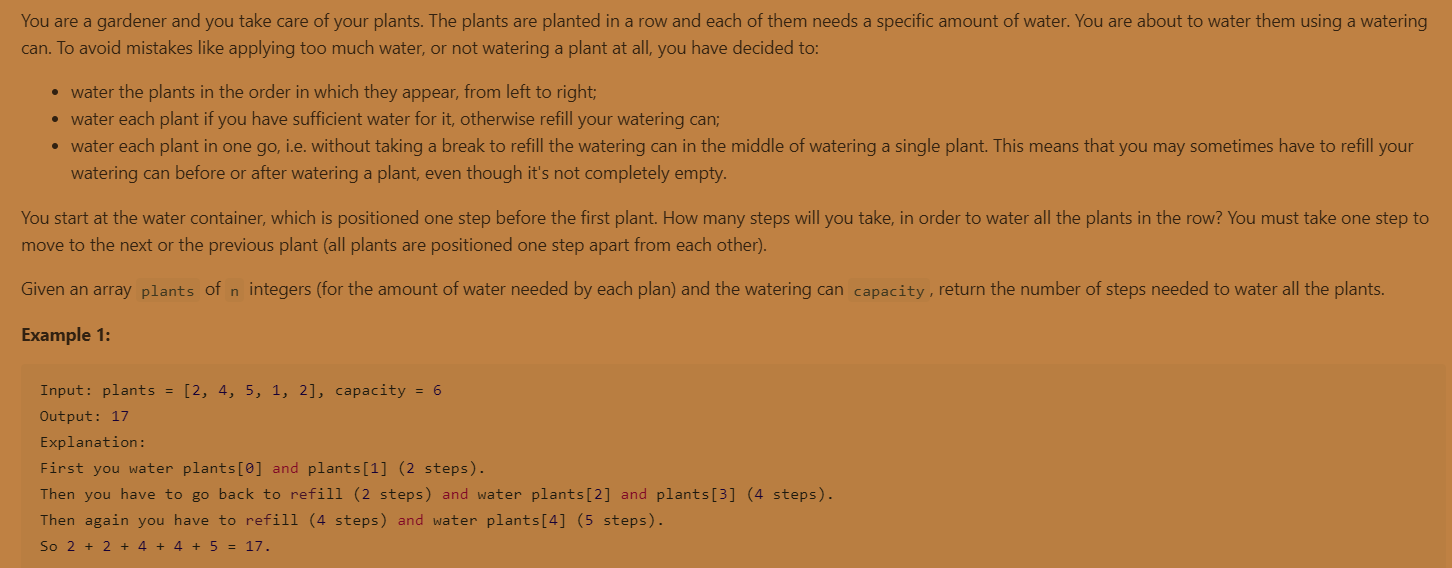 You are a gardener and you take care of your plants. The plants are planted in a row and each of them needs a specific amount of water. You are about to water them using a watering
can. To avoid mistakes like applying too much water, or not watering a plant at all, you have decided to:
• water the plants in the order in which they appear, from left to right;
• water each plant if you have sufficient water for it, otherwise refill your watering can;
• water each plant in one go, i.e. without taking a break to refill the watering can in the middle of watering a single plant. This means that you may sometimes have to refill your
watering can before or after watering a plant, even though it's not completely empty.
You start at the water container, which is positioned one step before the first plant. How many steps will you take, in order to water all the plants in the row? You must take one step to
move to the next or the previous plant (all plants are positioned one step apart from each other).
Given an array plants of n integers (for the amount of water needed by each plan) and the watering can capacity, return the number of steps needed to water all the plants.
Example 1:
Input: plants = [2, 4, 5, 1, 2], capacity = 6
Output: 17
Explanation:
First you water plants[0] and plants[1] (2 steps).
Then you have to go back to refill (2 steps) and water plants[2] and plants[3] (4 steps).
Then again you have to refill (4 steps) and water plants[4] (5 steps).
So 2 + 2 + 4 + 4 + 5 = 17.